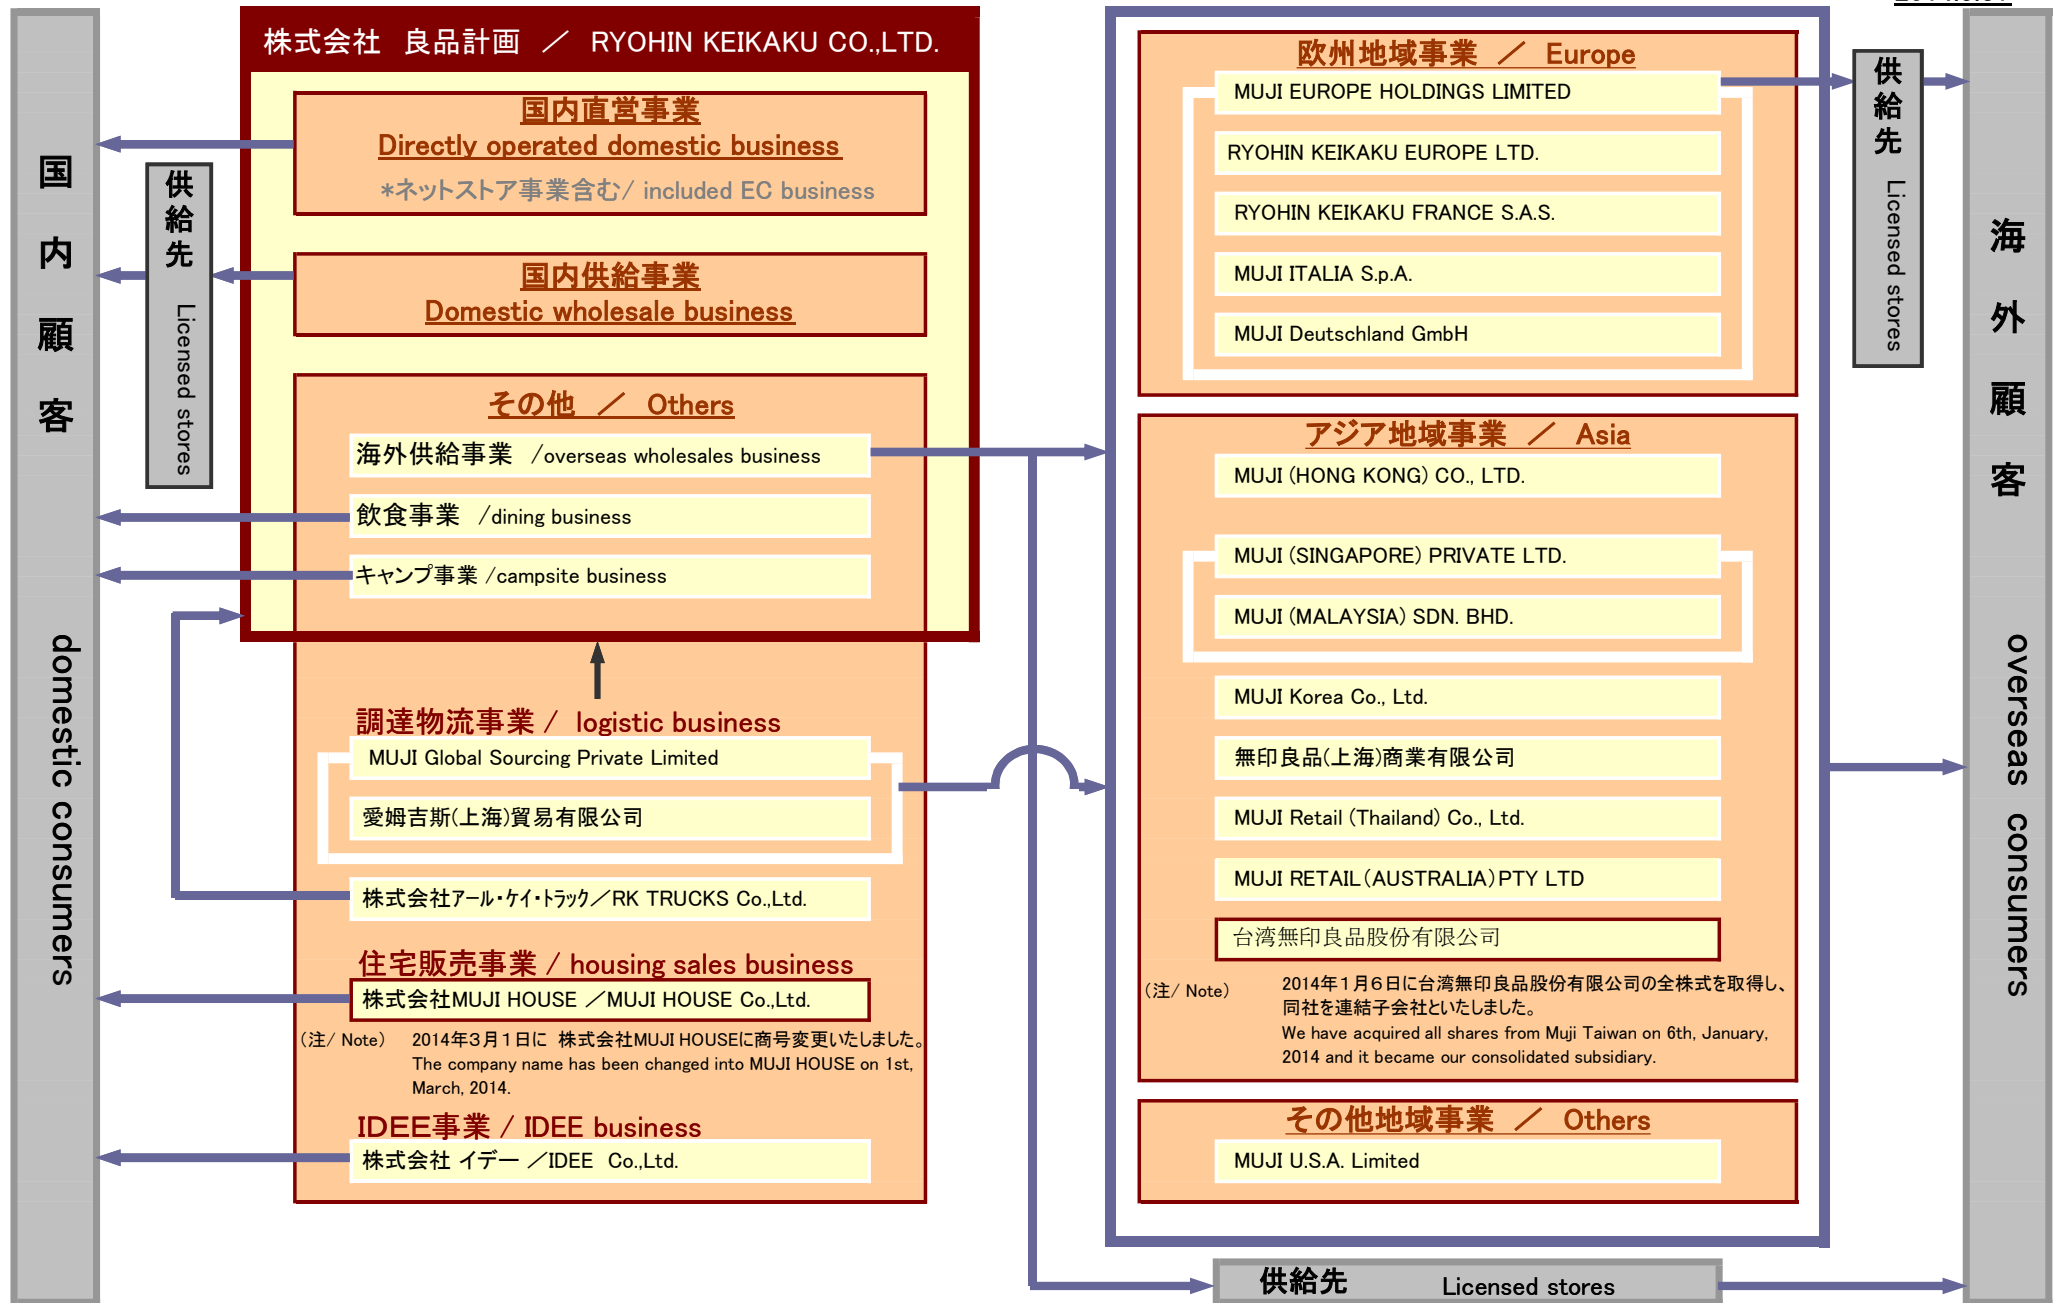 株式会社 良品計画 ／ RYOHIN KEIKAKU CO.,LTD.
国内直営事業
Directly operated domestic business
*ネットストア事業含む/ included EC business
国内供給事業
Domestic wholesale business
その他 ／ Others
海外供給事業 /overseas wholesales business
飲食事業 /dining business
キャンプ事業 /campsite business
調達物流事業 / logistic business
MUJI Global Sourcing Private Limited
愛姆吉斯(上海)貿易有限公司
株式会社アール・ケイ・トラック／RK TRUCKS Co.,Ltd.
住宅販売事業 / housing sales business
株式会社MUJI HOUSE ／MUJI HOUSE Co.,Ltd.
(注/ Note) 2014年３月１日に 株式会社MUJI HOUSEに商号変更いたしました。
The company name has been changed into MUJI HOUSE on 1st,
March, 2014.
IDEE事業 / IDEE business
株式会社 イデー ／IDEE Co.,Ltd.
国内顧客 domestic consumers
供給先 Licensed stores
欧州地域事業 ／ Europe
MUJI EUROPE HOLDINGS LIMITED
RYOHIN KEIKAKU EUROPE LTD.
RYOHIN KEIKAKU FRANCE S.A.S.
MUJI ITALIA S.p.A.
MUJI Deutschland GmbH
アジア地域事業 ／ Asia
MUJI (HONG KONG) CO., LTD.
MUJI (SINGAPORE) PRIVATE LTD.
MUJI (MALAYSIA) SDN. BHD.
MUJI Korea Co., Ltd.
無印良品(上海)商業有限公司
MUJI Retail (Thailand) Co., Ltd.
MUJI RETAIL（AUSTRALIA）PTY LTD
台湾無印良品股份有限公司
(注/ Note) 2014年１月６日に台湾無印良品股份有限公司の全株式を取得し、
同社を連結子会社といたしました。
We have acquired all shares from Muji Taiwan on 6th, January,
2014 and it became our consolidated subsidiary.
その他地域事業 ／ Others
MUJI U.S.A. Limited
供給先 Licensed stores
供給先 Licensed stores
海外顧客 overseas consumers